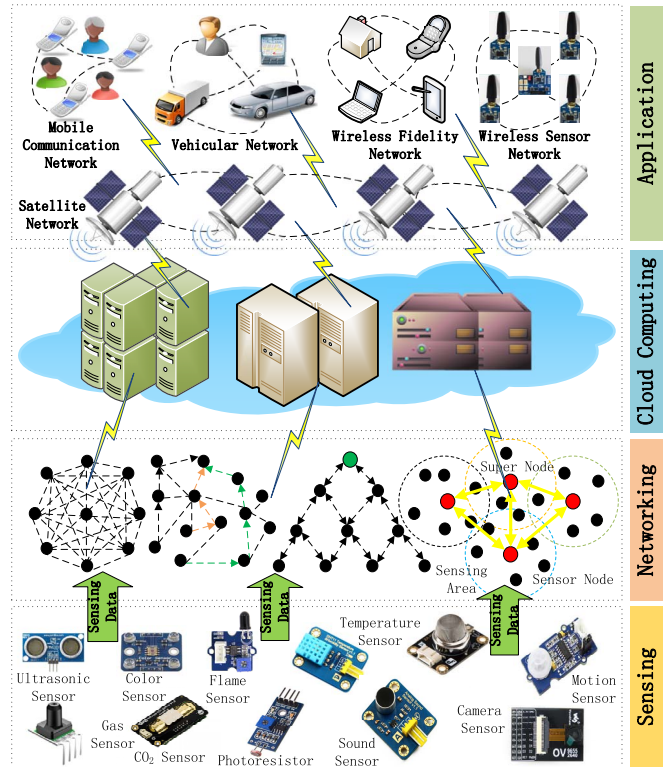 Mobile
Communication
Network
Vehicular Network
Wireless Fidelity
Network
Wireless Sensor
Network
Satellite
Network
Application
Cloud Computing
Super Node
Sensing
Area
Sensor Node
Networking
Sensing
Data
Sensing
Data
Sensing
Data
Ultrasonic
Sensor
Color
Sensor
Flame
Sensor
Temperature
Sensor
Motion
Sensor
Gas
Sensor
CO₂ Sensor
Photoresistor
Sound
Sensor
Camera
Sensor
OV
Sensing